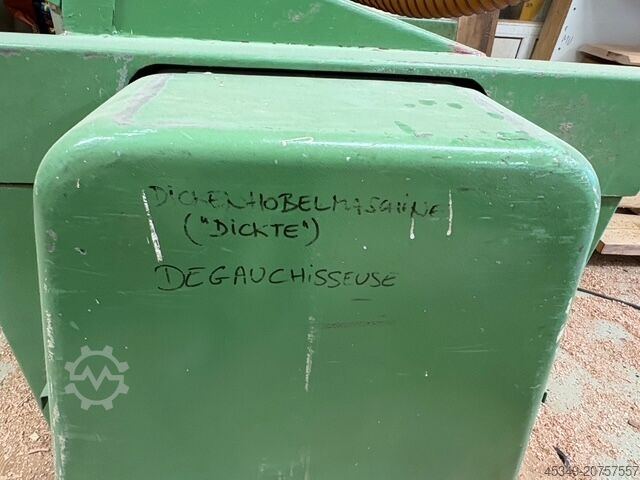 DICKENHOBELMASCHINE
("DICKTE")
DEGAUCHISSEUSE
45349-20757557